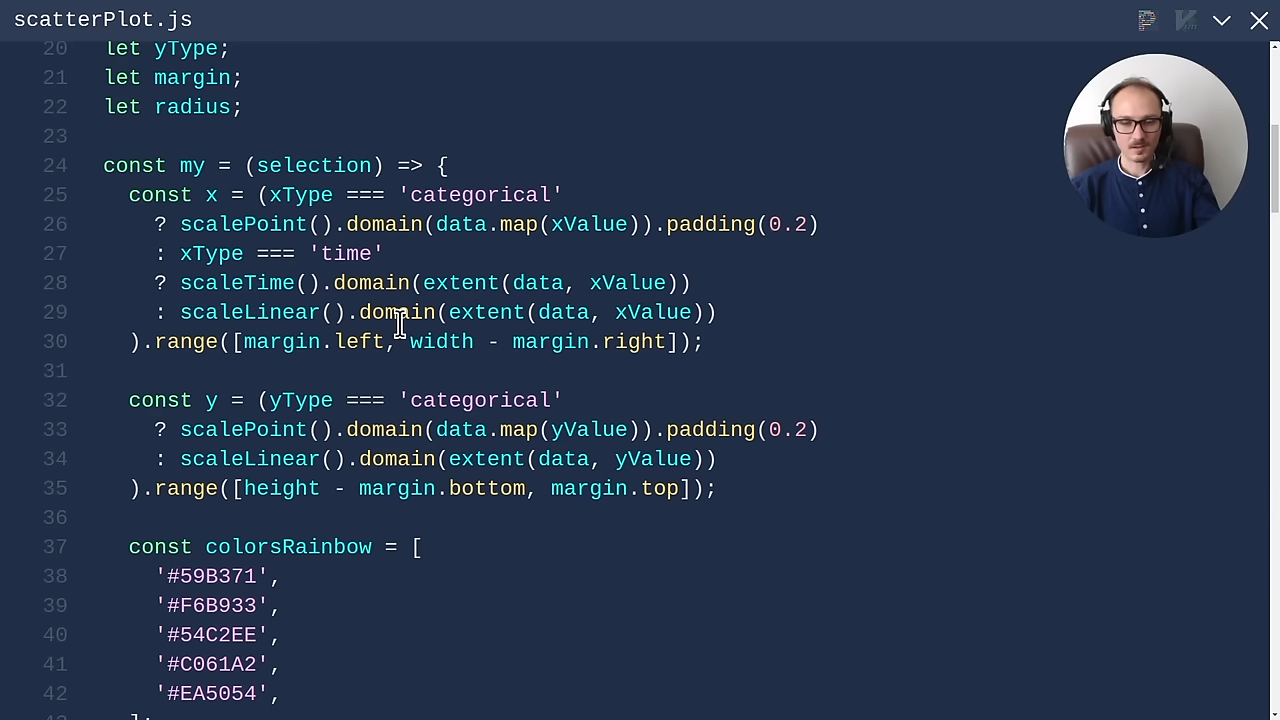 scatterPlot.js
20 let yType;
21 let margin;
22 let radius;
23
24 const my = (selection) => {
25 const x = (xType === 'categorical'
26 ? scalePoint().domain(data.map(xValue)).padding(0.2)
27 : xType === 'time'
28 ? scaleTime().domain(extent(data, xValue))
29 : scaleLinear().domain(extent(data, xValue))
30 ).range([margin.left, width - margin.right]);
31
32 const y = (yType === 'categorical'
33 ? scalePoint().domain(data.map(yValue)).padding(0.2)
34 : scaleLinear().domain(extent(data, yValue))
35 ).range([height - margin.bottom, margin.top]);
36
37 const colorsRainbow = [
38 '#59B371',
39 '#F6B933',
40 '#54C2EE',
41 '#C061A2',
42 '#EA5054',